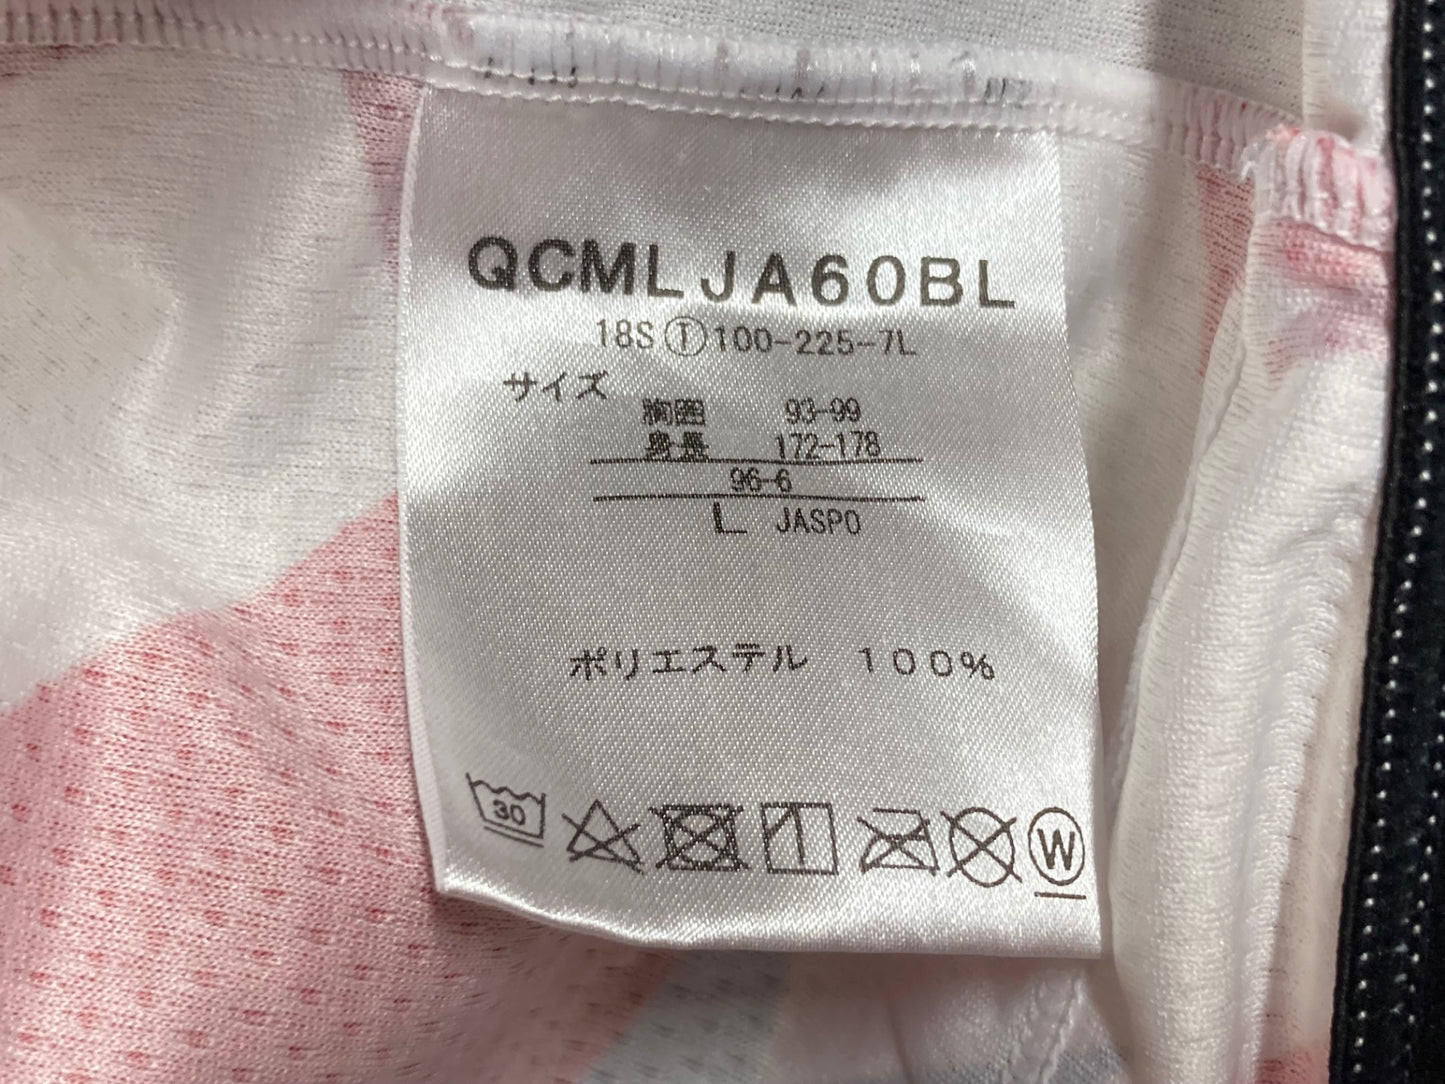 QCMLJA60BL
18S Ⓣ 100-225-7L
サイズ
胸囲 93-99
身長 172-178
96-6
L JASPO
ポリエステル 100%
30 W